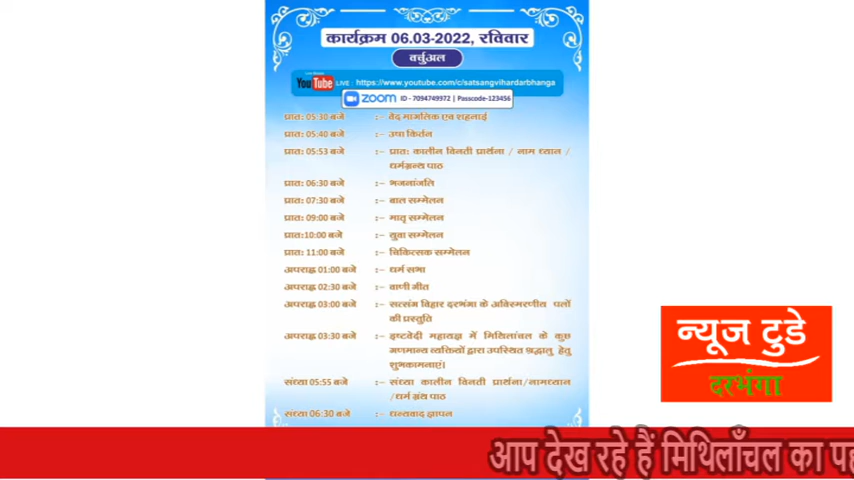 कार्यक्रम 06.03-2022, रविवार
वर्चुअल
YouTube LIVE : https://www.youtube.com/c/satsangvihardarbhanga
zoom ID - 7094749972 | Passcode-123456
प्रात: 05:30 बजे :- वेद मांगलिक एवं शहनाई
प्रात: 05:40 बजे :- उषा किर्तन
प्रात: 05:53 बजे :- प्रात: कालीन विनती प्रार्थना / नाम ध्यान /
धर्मग्रन्थ पाठ
प्रात: 06:30 बजे :- भजनांजलि
प्रात: 07:30 बजे :- बाल सम्मेलन
प्रात: 09:00 बजे :- मातृ सम्मेलन
प्रात:10:00 बजे :- युवा सम्मेलन
प्रात: 11:00 बजे :- चिकित्सक सम्मेलन
अपराह्न 01:00 बजे :- धर्म सभा
अपराह्न 02:30 बजे :- वाणी गीत
अपराह्न 03:00 बजे :- सत्संग विहार दरभंगा के अविस्मरणीय पलों
की प्रस्तुति
अपराह्न 03:30 बजे :- इष्टवेदी महायज्ञ में मिथिलांचल के कुछ
गणमान्य व्यक्तियों द्वारा उपस्थित श्रद्धालु हेतु
शुभकामनाएं।
संध्या 05:55 बजे :- संध्या कालीन विनती प्रार्थना/नामध्यान
/धर्म ग्रंथ पाठ
संध्या 06:30 बजे :- धन्यवाद ज्ञापन
न्यूज टुडे
दरभंगा
आप देख रहे हैं मिथिलाँचल का पह